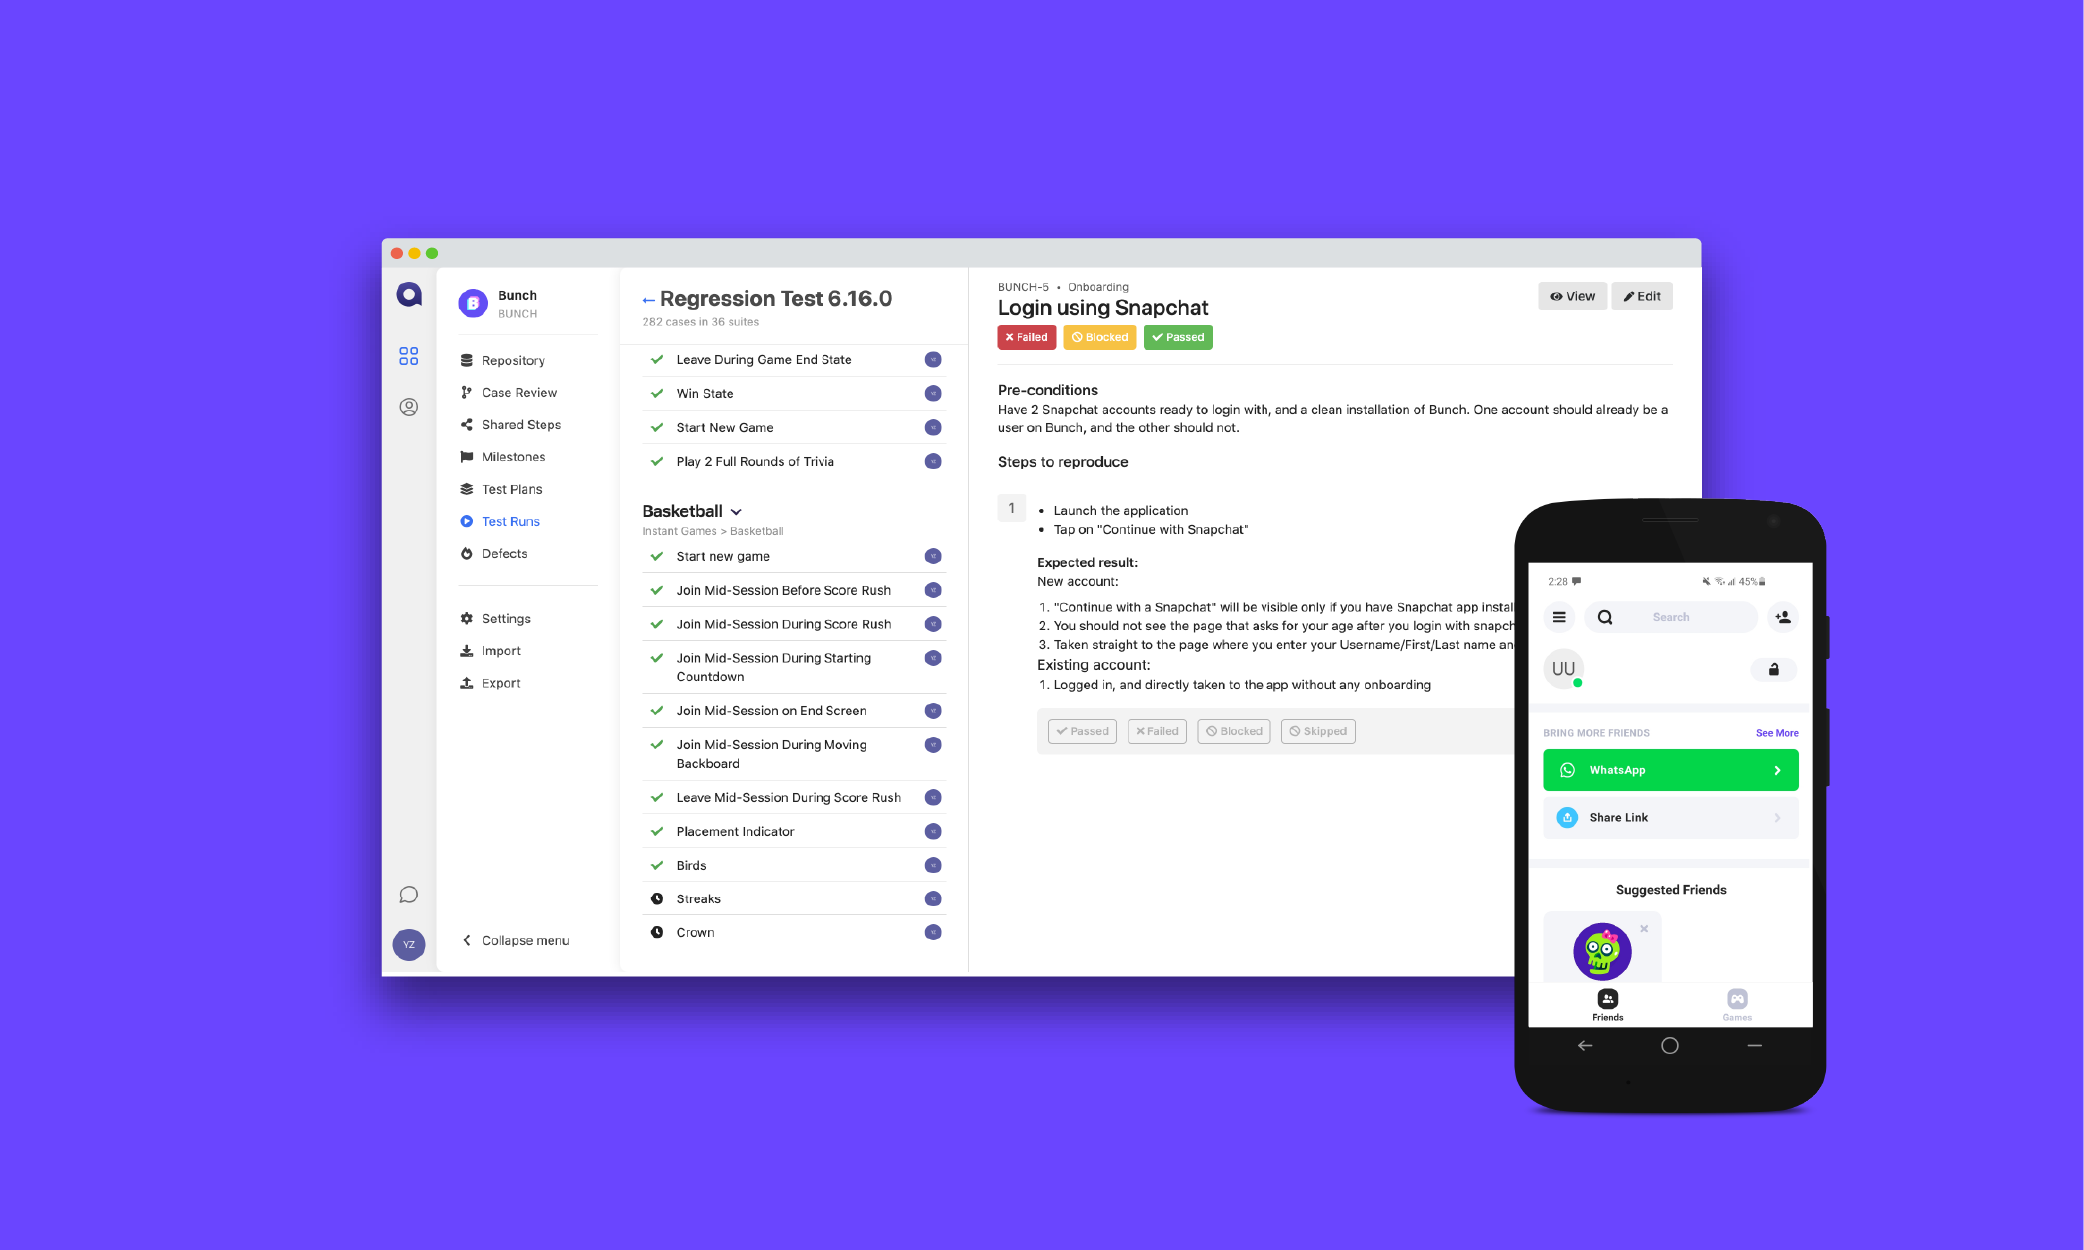 Bunch
BUNCH
Repository
Case Review
Shared Steps
Milestones
Test Plans
Test Runs
Defects
Settings
Import
Export
Collapse menu
YZ
← Regression Test 6.16.0
282 cases in 36 suites
Leave During Game End State
Win State
Start New Game
Play 2 Full Rounds of Trivia
Basketball
Instant Games > Basketball
Start new game
Join Mid-Session Before Score Rush
Join Mid-Session During Score Rush
Join Mid-Session During Starting
Countdown
Join Mid-Session on End Screen
Join Mid-Session During Moving
Backboard
Leave Mid-Session During Score Rush
Placement Indicator
Birds
Streaks
Crown
BUNCH-5 • Onboarding
Login using Snapchat
Failed Blocked Passed
View Edit
Pre-conditions
Have 2 Snapchat accounts ready to login with, and a clean installation of Bunch. One account should already be a
user on Bunch, and the other should not.
Steps to reproduce
1
• Launch the application
• Tap on "Continue with Snapchat"
Expected result:
New account:
1. "Continue with a Snapchat" will be visible only if you have Snapchat app instal
2. You should not see the page that asks for your age after you login with snapch
3. Taken straight to the page where you enter your Username/First/Last name an
Existing account:
1. Logged in, and directly taken to the app without any onboarding
Passed Failed Blocked Skipped
2:28 45%
Search
UU
BRING MORE FRIENDS See More
WhatsApp
Share Link
Suggested Friends
Friends Games